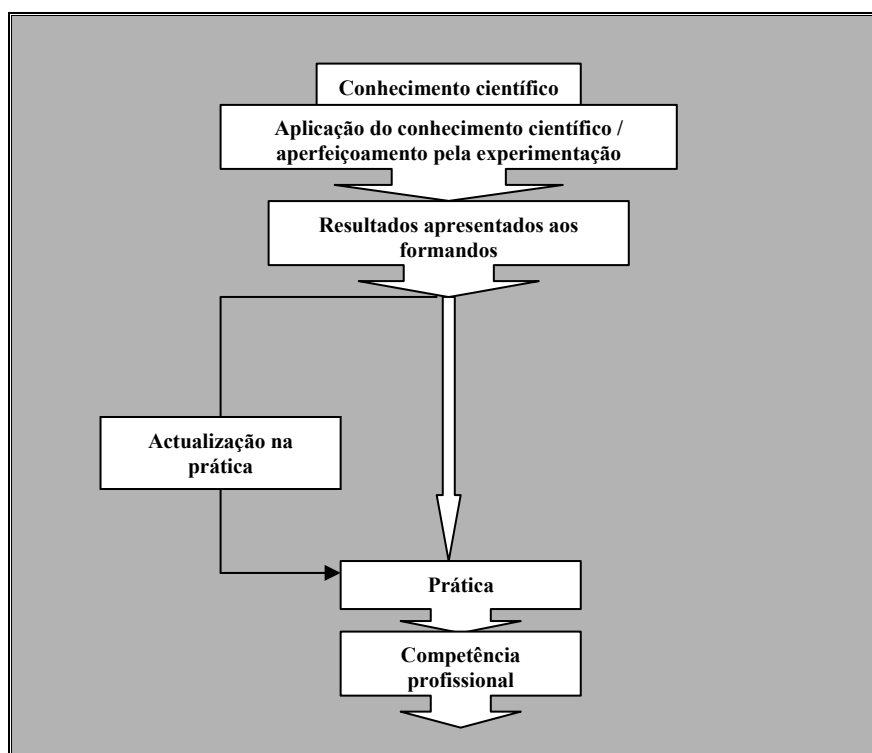 Conhecimento científico
Aplicação do conhecimento científico /
aperfeiçoamento pela experimentação
Resultados apresentados aos
formandos
Actualização na
prática
Prática
Competência
profissional